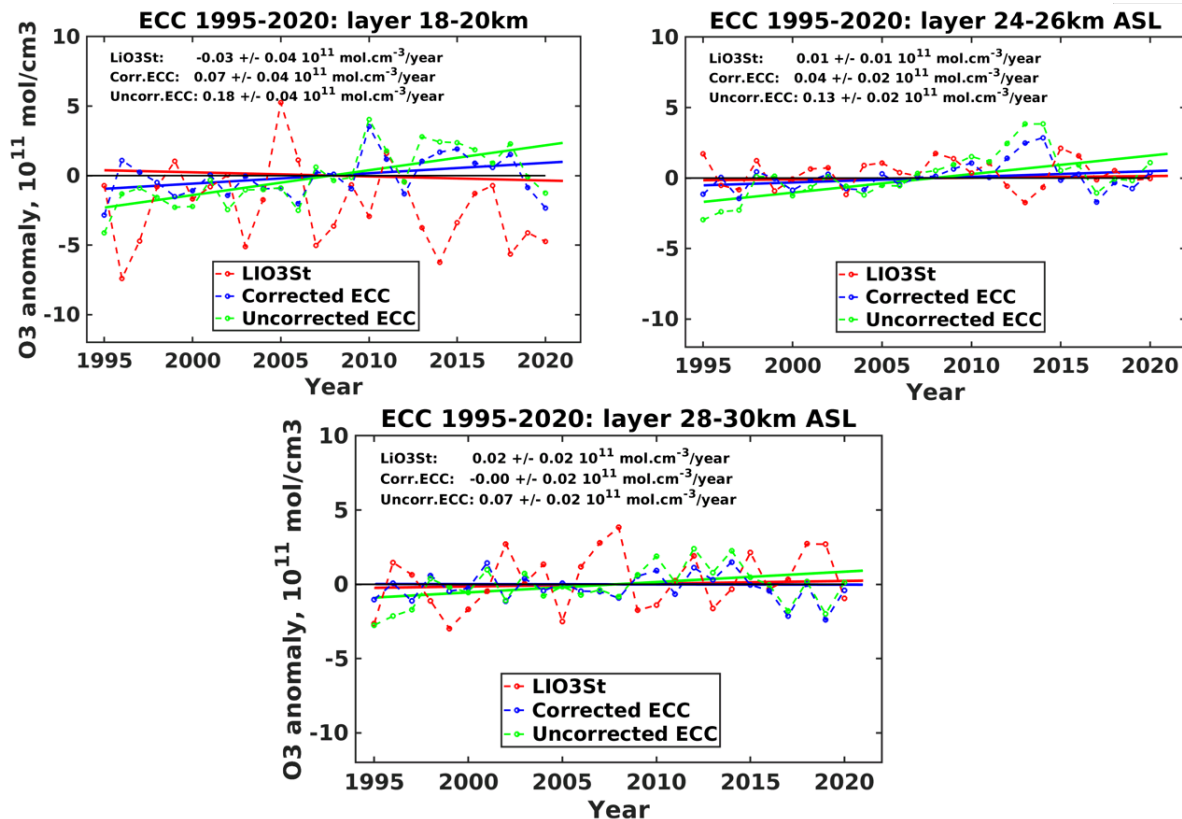 ECC 1995-2020: layer 18-20km
LiO3St: -0.03 +/- 0.04 10^11 mol.cm^-3/year
Corr.ECC: 0.07 +/- 0.04 10^11 mol.cm^-3/year
Uncorr.ECC: 0.18 +/- 0.04 10^11 mol.cm^-3/year
O3 anomaly, 10^11 mol/cm3
10
5
0
-5
-10
LIO3St
Corrected ECC
Uncorrected ECC
1995 2000 2005 2010 2015 2020
Year
ECC 1995-2020: layer 24-26km ASL
LiO3St: 0.01 +/- 0.01 10^11 mol.cm^-3/year
Corr.ECC: 0.04 +/- 0.02 10^11 mol.cm^-3/year
Uncorr.ECC: 0.13 +/- 0.02 10^11 mol.cm^-3/year
10
5
0
-5
-10
LIO3St
Corrected ECC
Uncorrected ECC
1995 2000 2005 2010 2015 2020
Year
ECC 1995-2020: layer 28-30km ASL
LiO3St: 0.02 +/- 0.02 10^11 mol.cm^-3/year
Corr.ECC: -0.00 +/- 0.02 10^11 mol.cm^-3/year
Uncorr.ECC: 0.07 +/- 0.02 10^11 mol.cm^-3/year
O3 anomaly, 10^11 mol/cm3
10
5
0
-5
-10
LIO3St
Corrected ECC
Uncorrected ECC
1995 2000 2005 2010 2015 2020
Year